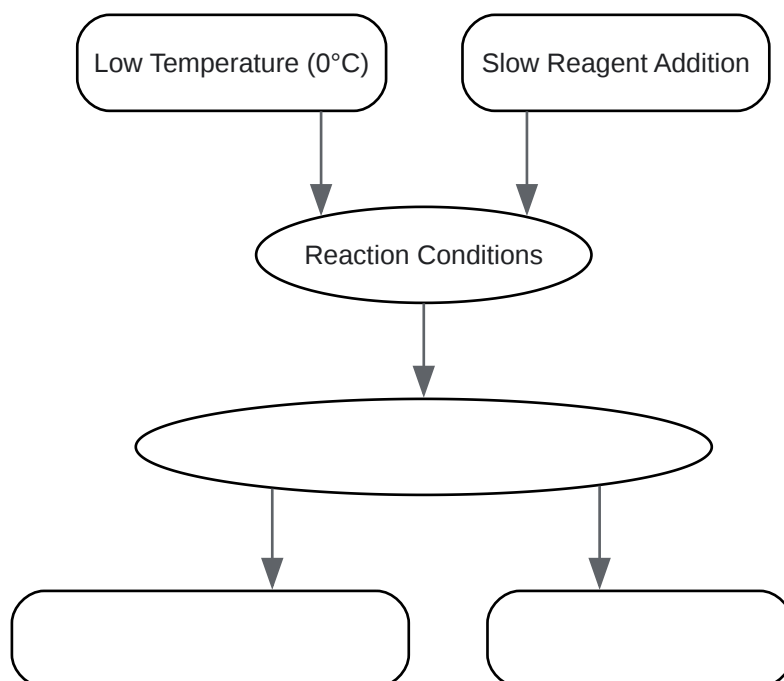 Low Temperature (0°C)
Slow Reagent Addition
Reaction Conditions